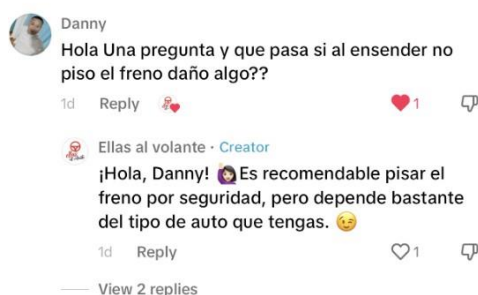 Danny
Hola Una pregunta y que pasa si al ensender no
piso el freno daño algo??
1d Reply 1
Ellas al volante · Creator
¡Hola, Danny! 🙋🏻‍♀️Es recomendable pisar el
freno por seguridad, pero depende bastante
del tipo de auto que tengas. 😉
1d Reply 1
View 2 replies